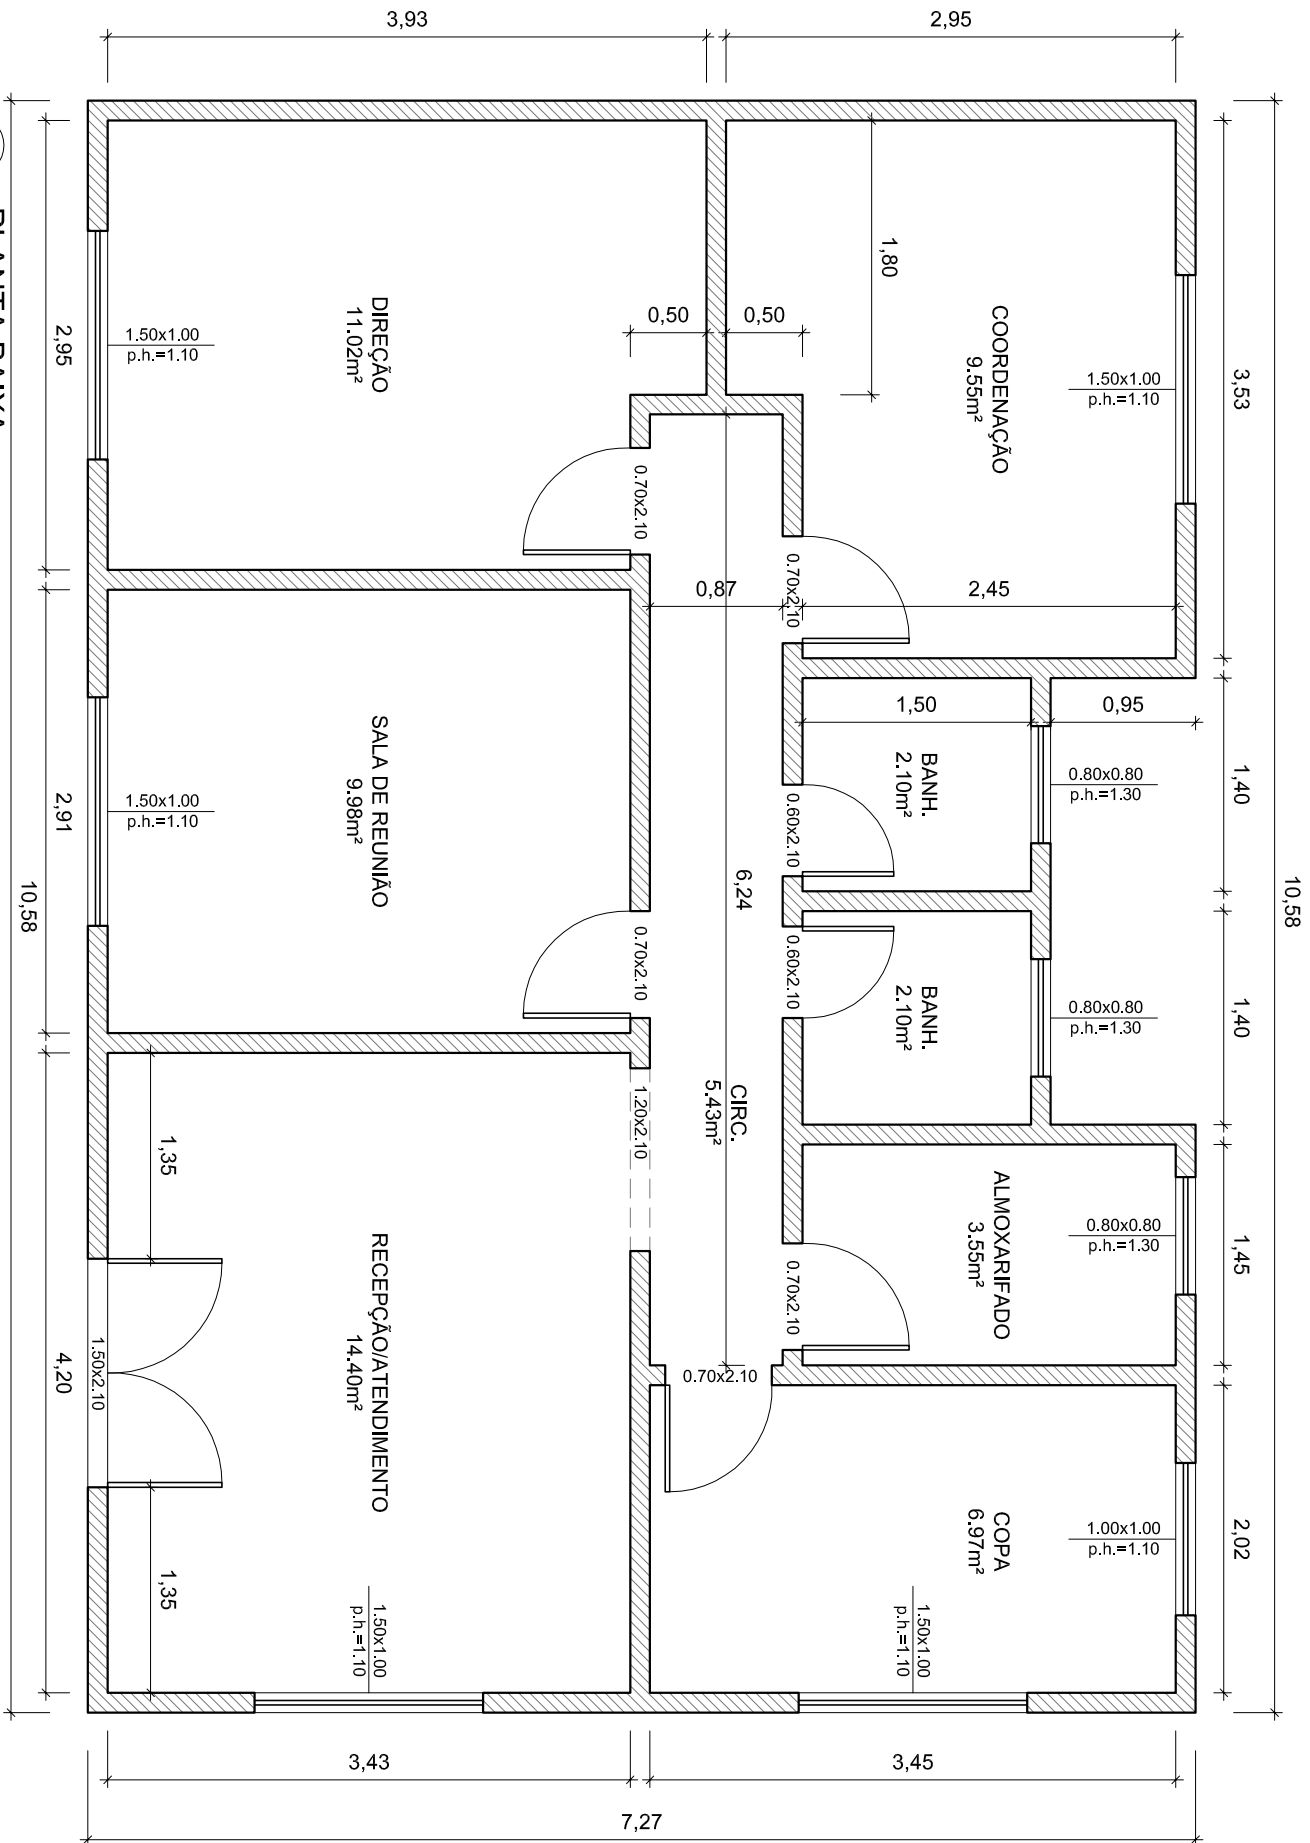 3,93
2,95
10,58
1,80
0,50
0,50
DIREÇÃO
11.02m²
COORDENAÇÃO
9.55m²
1.50x1.00
p.h.=1.10
1.50x1.00
p.h.=1.10
2,95
3,53
0.70x2.10
0.70x2.10
0,87
2,45
1,50
0,95
SALA DE REUNIÃO
9.98m²
BANH.
2.10m²
0.80x0.80
p.h.=1.30
1.50x1.00
p.h.=1.10
2,91
1,40
0.60x2.10
6,24
10,58
0.70x2.10
0.60x2.10
BANH.
2.10m²
0.80x0.80
p.h.=1.30
1,40
CIRC.
5.43m²
1.20x2.10
1,35
ALMOXARIFADO
3.55m²
0.80x0.80
p.h.=1.30
1,45
RECEPÇÃO/ATENDIMENTO
14.40m²
0.70x2.10
0.70x2.10
1.50x2.10
4,20
COPA
6.97m²
1.00x1.00
p.h.=1.10
2,02
1,35
1.50x1.00
p.h.=1.10
1.50x1.00
p.h.=1.10
3,43
3,45
7,27